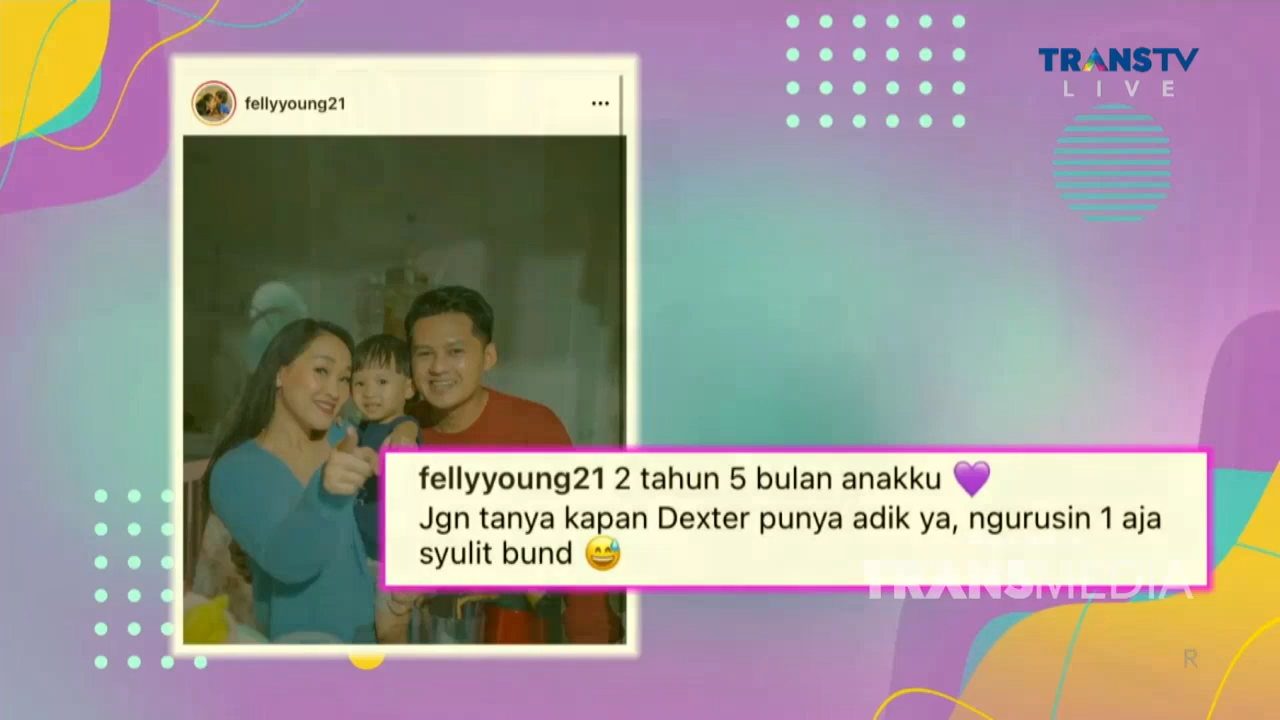 TRANSTV
LIVE
fellyyoung21
fellyyoung21 2 tahun 5 bulan anakku 💜
Jgn tanya kapan Dexter punya adik ya, ngurusin 1 aja
syulit bund 😅
TRANSMEDIA
R